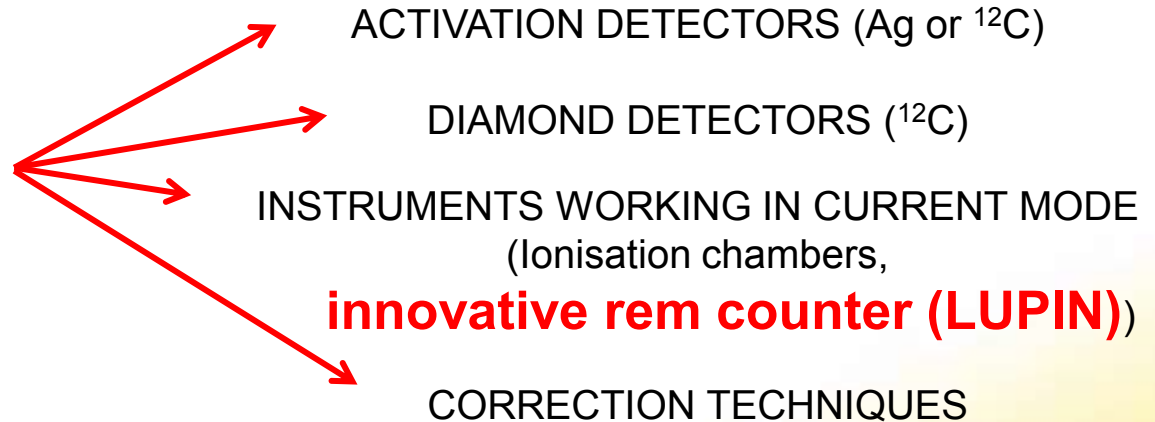 ACTIVATION DETECTORS (Ag or ¹²C)
DIAMOND DETECTORS (¹²C)
INSTRUMENTS WORKING IN CURRENT MODE
(Ionisation chambers,
innovative rem counter (LUPIN))
CORRECTION TECHNIQUES